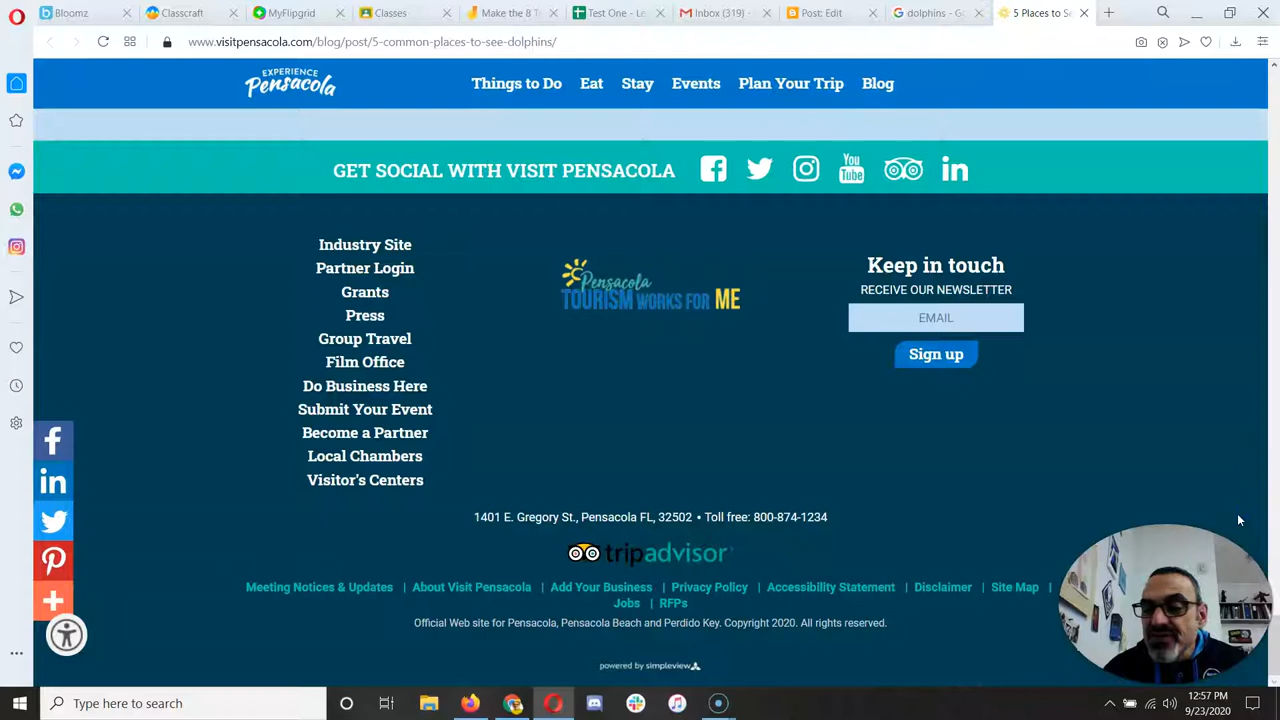 Bloomz
Classcraft
MyFlipgrid
Classes
Make the 8 T
Test One - L
Inbox (319)
Post: Edit
dolphins - G
5 Places to Se
www.visitpensacola.com/blog/post/5-common-places-to-see-dolphins/
EXPERIENCE
Pensacola
Things to Do Eat Stay Events Plan Your Trip Blog
GET SOCIAL WITH VISIT PENSACOLA
You
Tube
Industry Site
Partner Login
Grants
Press
Group Travel
Film Office
Do Business Here
Submit Your Event
Become a Partner
Local Chambers
Visitor's Centers
Pensacola
TOURISM WORKS FOR ME
Keep in touch
RECEIVE OUR NEWSLETTER
EMAIL
Sign up
1401 E. Gregory St., Pensacola FL, 32502 • Toll free: 800-874-1234
tripadvisor
Meeting Notices & Updates | About Visit Pensacola | Add Your Business | Privacy Policy | Accessibility Statement | Disclaimer | Site Map |
Jobs | RFPs
Official Web site for Pensacola, Pensacola Beach and Perdido Key. Copyright 2020. All rights reserved.
powered by simpleview
Type here to search
12:57 PM
9/23/2020